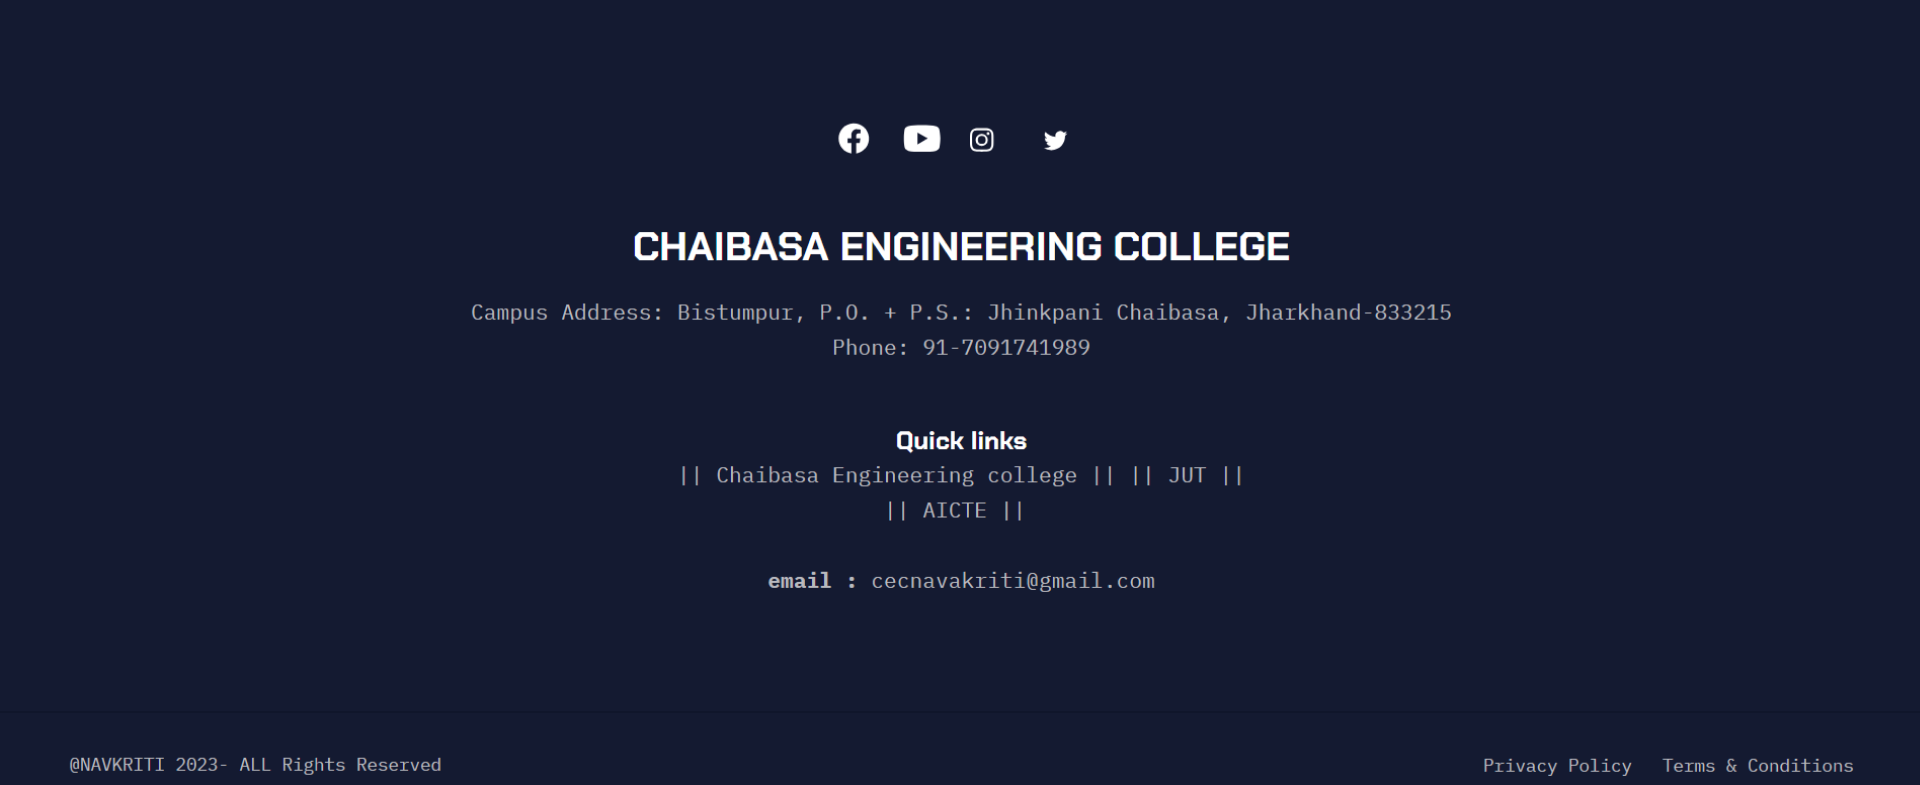 CHAIBASA ENGINEERING COLLEGE
Campus Address: Bistumpur, P.O. + P.S.: Jhinkpani Chaibasa, Jharkhand-833215
Phone: 91-7091741989
Quick links
|| Chaibasa Engineering college || || JUT ||
|| AICTE ||
email : cecnavakriti@gmail.com
@NAVKRITI 2023- ALL Rights Reserved
Privacy Policy Terms & Conditions